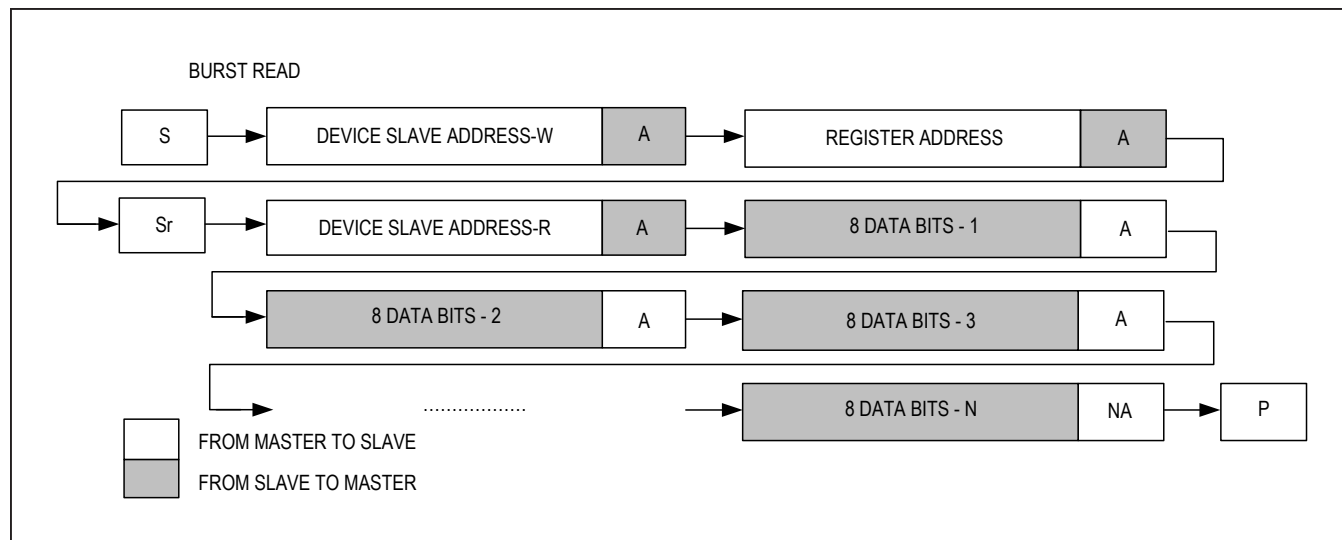 BURST READ
S DEVICE SLAVE ADDRESS-W A REGISTER ADDRESS A
Sr DEVICE SLAVE ADDRESS-R A 8 DATA BITS - 1 A
8 DATA BITS - 2 A 8 DATA BITS - 3 A
.................. 8 DATA BITS - N NA P
FROM MASTER TO SLAVE
FROM SLAVE TO MASTER